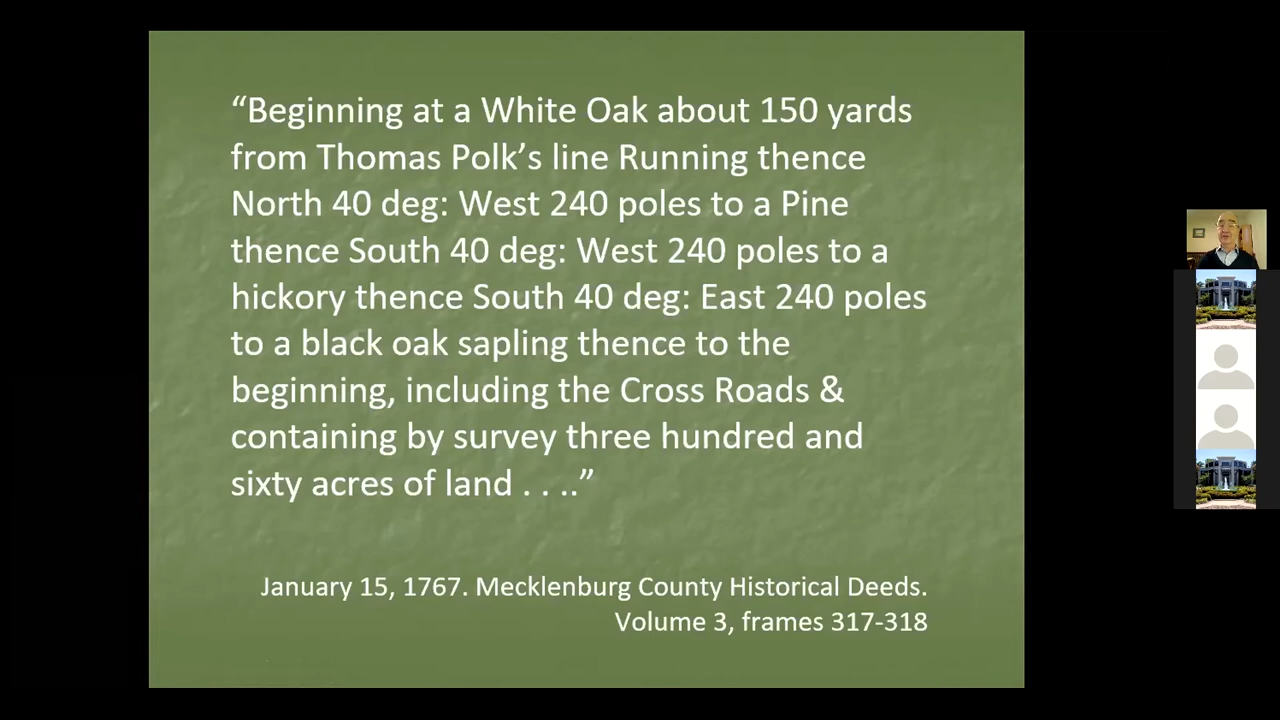 “Beginning at a White Oak about 150 yards
from Thomas Polk’s line Running thence
North 40 deg: West 240 poles to a Pine
thence South 40 deg: West 240 poles to a
hickory thence South 40 deg: East 240 poles
to a black oak sapling thence to the
beginning, including the Cross Roads &
containing by survey three hundred and
sixty acres of land . . ..”
January 15, 1767. Mecklenburg County Historical Deeds.
Volume 3, frames 317-318